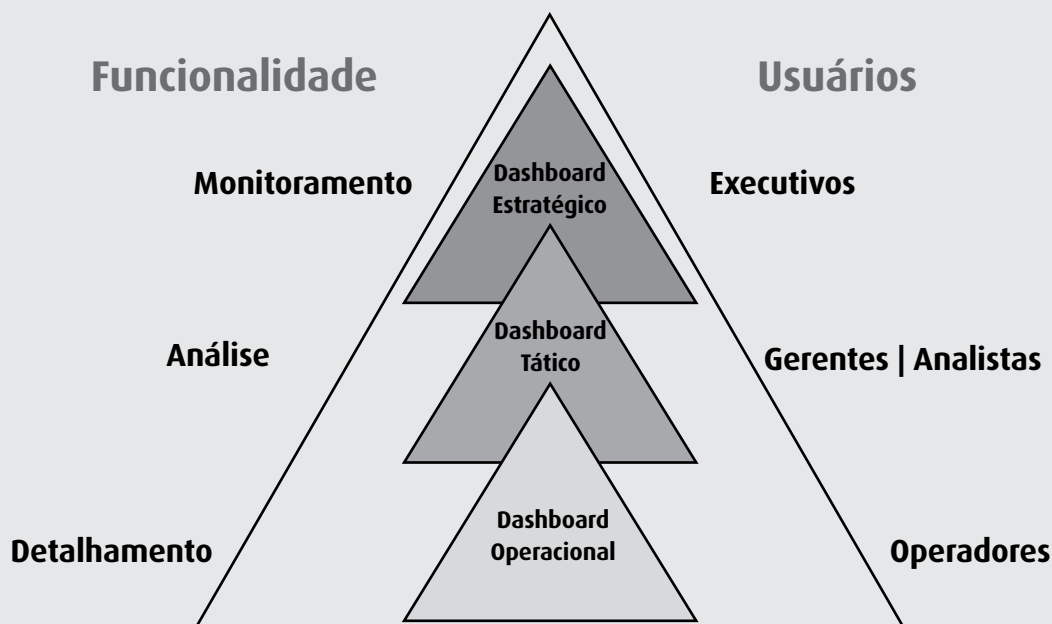 Funcionalidade
Usuários
Monitoramento
Dashboard
Estratégico
Executivos
Análise
Dashboard
Tático
Gerentes | Analistas
Detalhamento
Dashboard
Operacional
Operadores